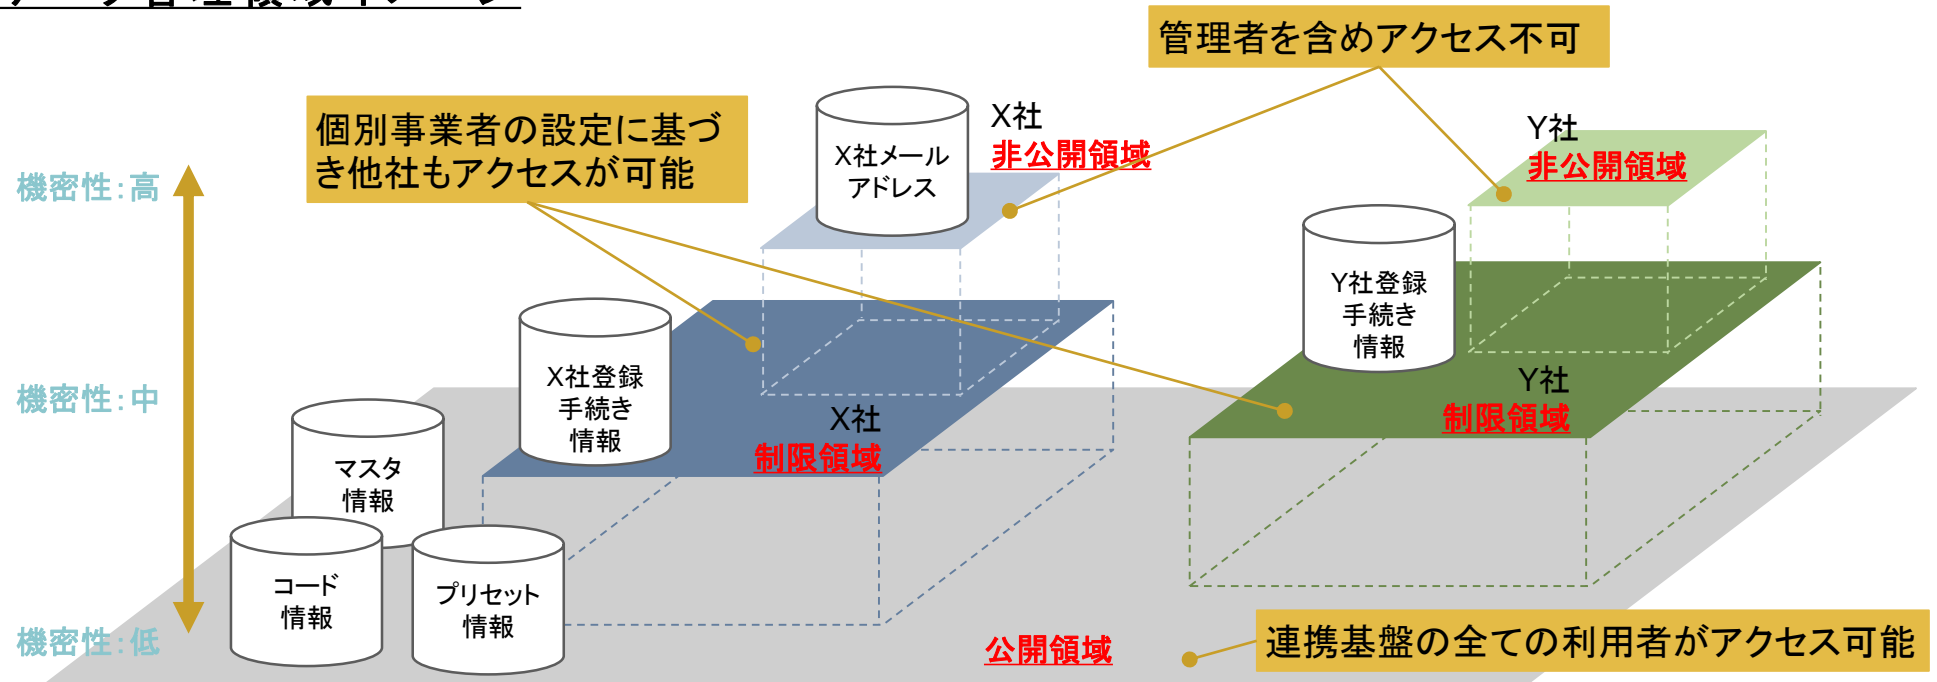 管理者を含めアクセス不可
個別事業者の設定に基づ
き他社もアクセスが可能
X社
非公開領域
X社メール
アドレス
Y社
非公開領域
機密性：高
Y社登録
手続き
情報
X社登録
手続き
情報
Y社
制限領域
機密性：中
X社
制限領域
マスタ
情報
コード
情報
プリセット
情報
機密性：低
公開領域
連携基盤の全ての利用者がアクセス可能